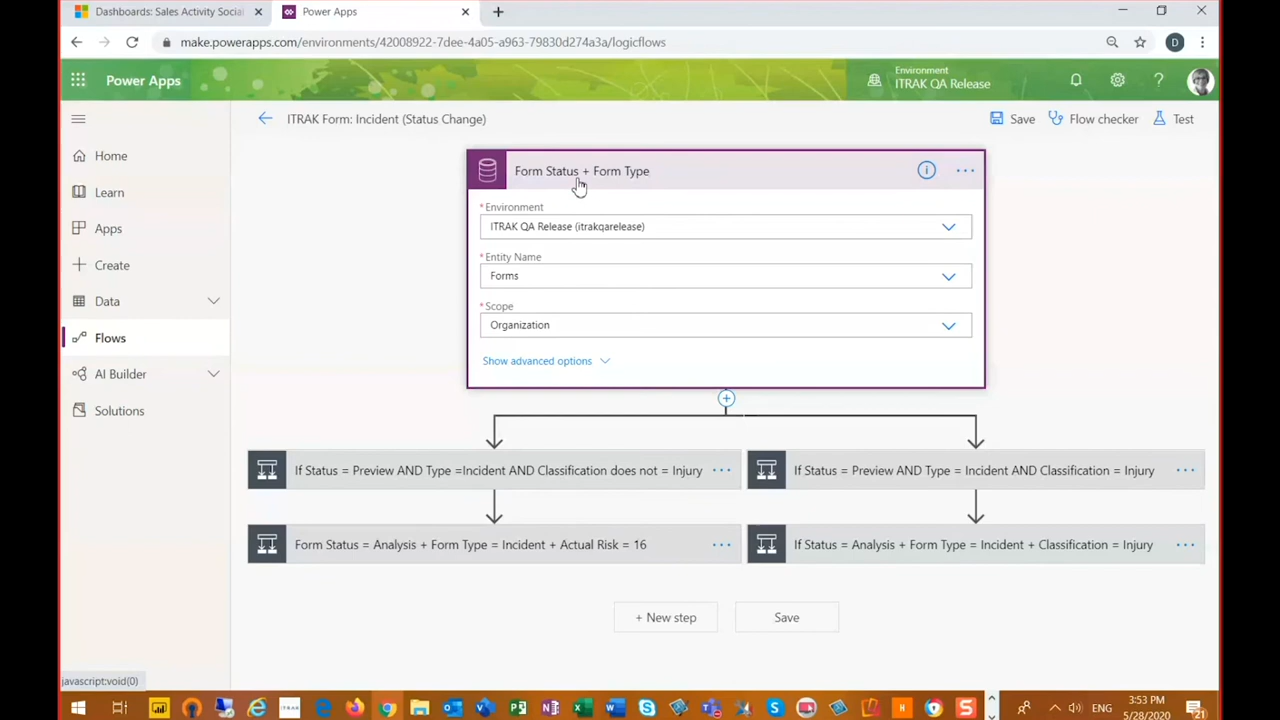 Dashboards: Sales Activity Social
Power Apps
make.powerapps.com/environments/42008922-7dee-4a05-a963-79830d274a3a/logicflows
D
Power Apps
Environment
ITRAK QA Release
ITRAK Form: Incident (Status Change)
Save
Flow checker
Test
Home
Learn
Apps
Create
Data
Flows
AI Builder
Solutions
Form Status + Form Type
* Environment
ITRAK QA Release (itrakqarelease)
* Entity Name
Forms
* Scope
Organization
Show advanced options
If Status = Preview AND Type =Incident AND Classification does not = Injury
If Status = Preview AND Type = Incident AND Classification = Injury
Form Status = Analysis + Form Type = Incident + Actual Risk = 16
If Status = Analysis + Form Type = Incident + Classification = Injury
+ New step
Save
javascript:void(0)
ITRAK
ENG
3:53 PM
5/28/2020
21